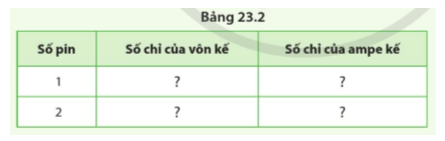 Bảng 23.2
Số pin Số chỉ của vôn kế Số chỉ của ampe kế
1 ? ?
2 ? ?